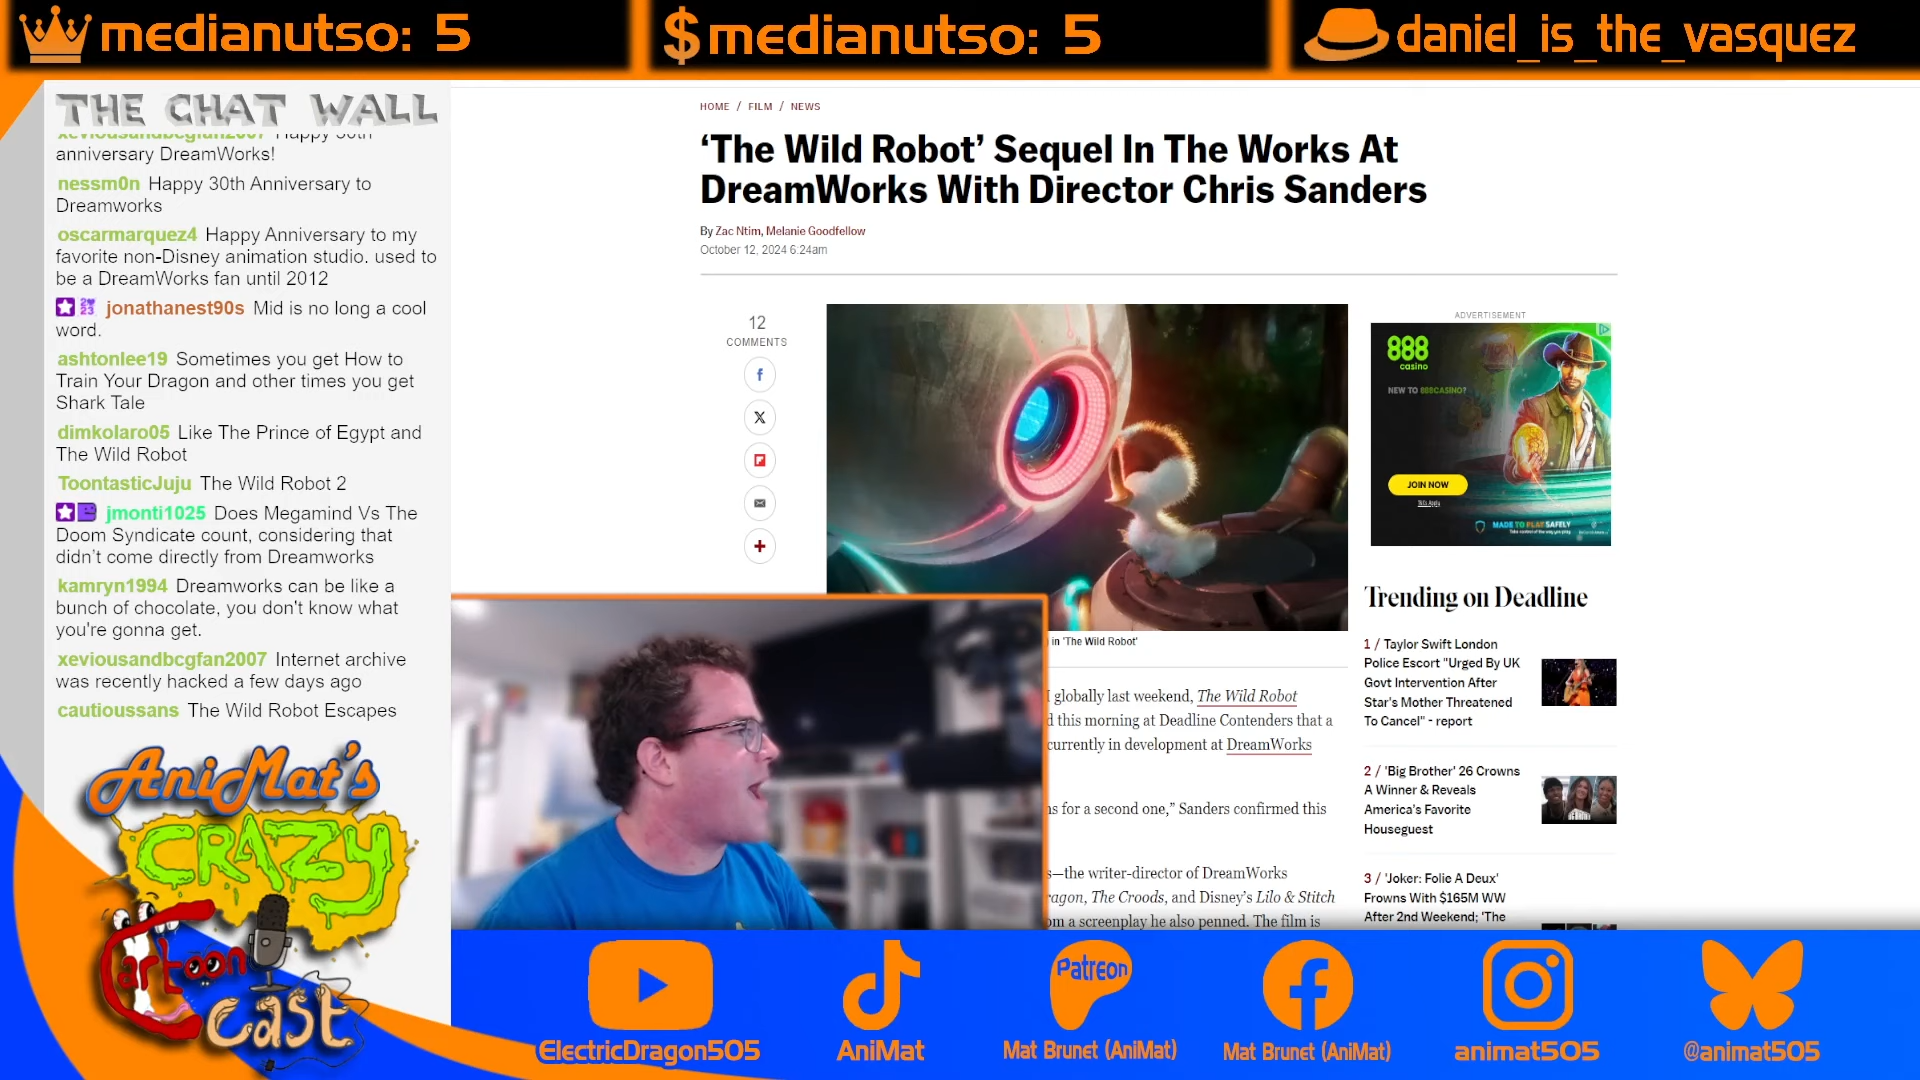 medianutso: 5
$ medianutso: 5
daniel_is_the_vasquez
THE CHAT WALL
xeviousandbcgfan2007 Happy 30th
anniversary DreamWorks!
nessm0n Happy 30th Anniversary to
Dreamworks
oscarmarquez4 Happy Anniversary to my
favorite non-Disney animation studio. used to
be a DreamWorks fan until 2012
jonathanest90s Mid is no long a cool
word.
ashtonlee19 Sometimes you get How to
Train Your Dragon and other times you get
Shark Tale
dimkolaro05 Like The Prince of Egypt and
The Wild Robot
ToontasticJuju The Wild Robot 2
jmonti1025 Does Megamind Vs The
Doom Syndicate count, considering that
didn't come directly from Dreamworks
kamryn1994 Dreamworks can be like a
bunch of chocolate, you don't know what
you're gonna get.
xeviousandbcgfan2007 Internet archive
was recently hacked a few days ago
cautioussans The Wild Robot Escapes
AniMat's
CRAZY
Cartoon
Cast
HOME / FILM / NEWS
‘The Wild Robot’ Sequel In The Works At
DreamWorks With Director Chris Sanders
By Zac Ntim, Melanie Goodfellow
October 12, 2024 6:24am
12
COMMENTS
in 'The Wild Robot'
globally last weekend, The Wild Robot
this morning at Deadline Contenders that a
currently in development at DreamWorks
for a second one,” Sanders confirmed this
—the writer-director of DreamWorks
The Croods, and Disney’s Lilo & Stitch
a screenplay he also penned. The film is
ADVERTISEMENT
888
casino
NEW TO 888CASINO?
JOIN NOW
T&Cs Apply
MADE TO PLAY SAFELY
Trending on Deadline
1 / Taylor Swift London
Police Escort "Urged By UK
Govt Intervention After
Star's Mother Threatened
To Cancel" - report
2 / 'Big Brother' 26 Crowns
A Winner & Reveals
America's Favorite
Houseguest
3 / 'Joker: Folie A Deux'
Frowns With $165M WW
After 2nd Weekend; 'The
ElectricDragon505
AniMat
Patreon
Mat Brunet (AniMat)
Mat Brunet (AniMat)
animat505
@animat505